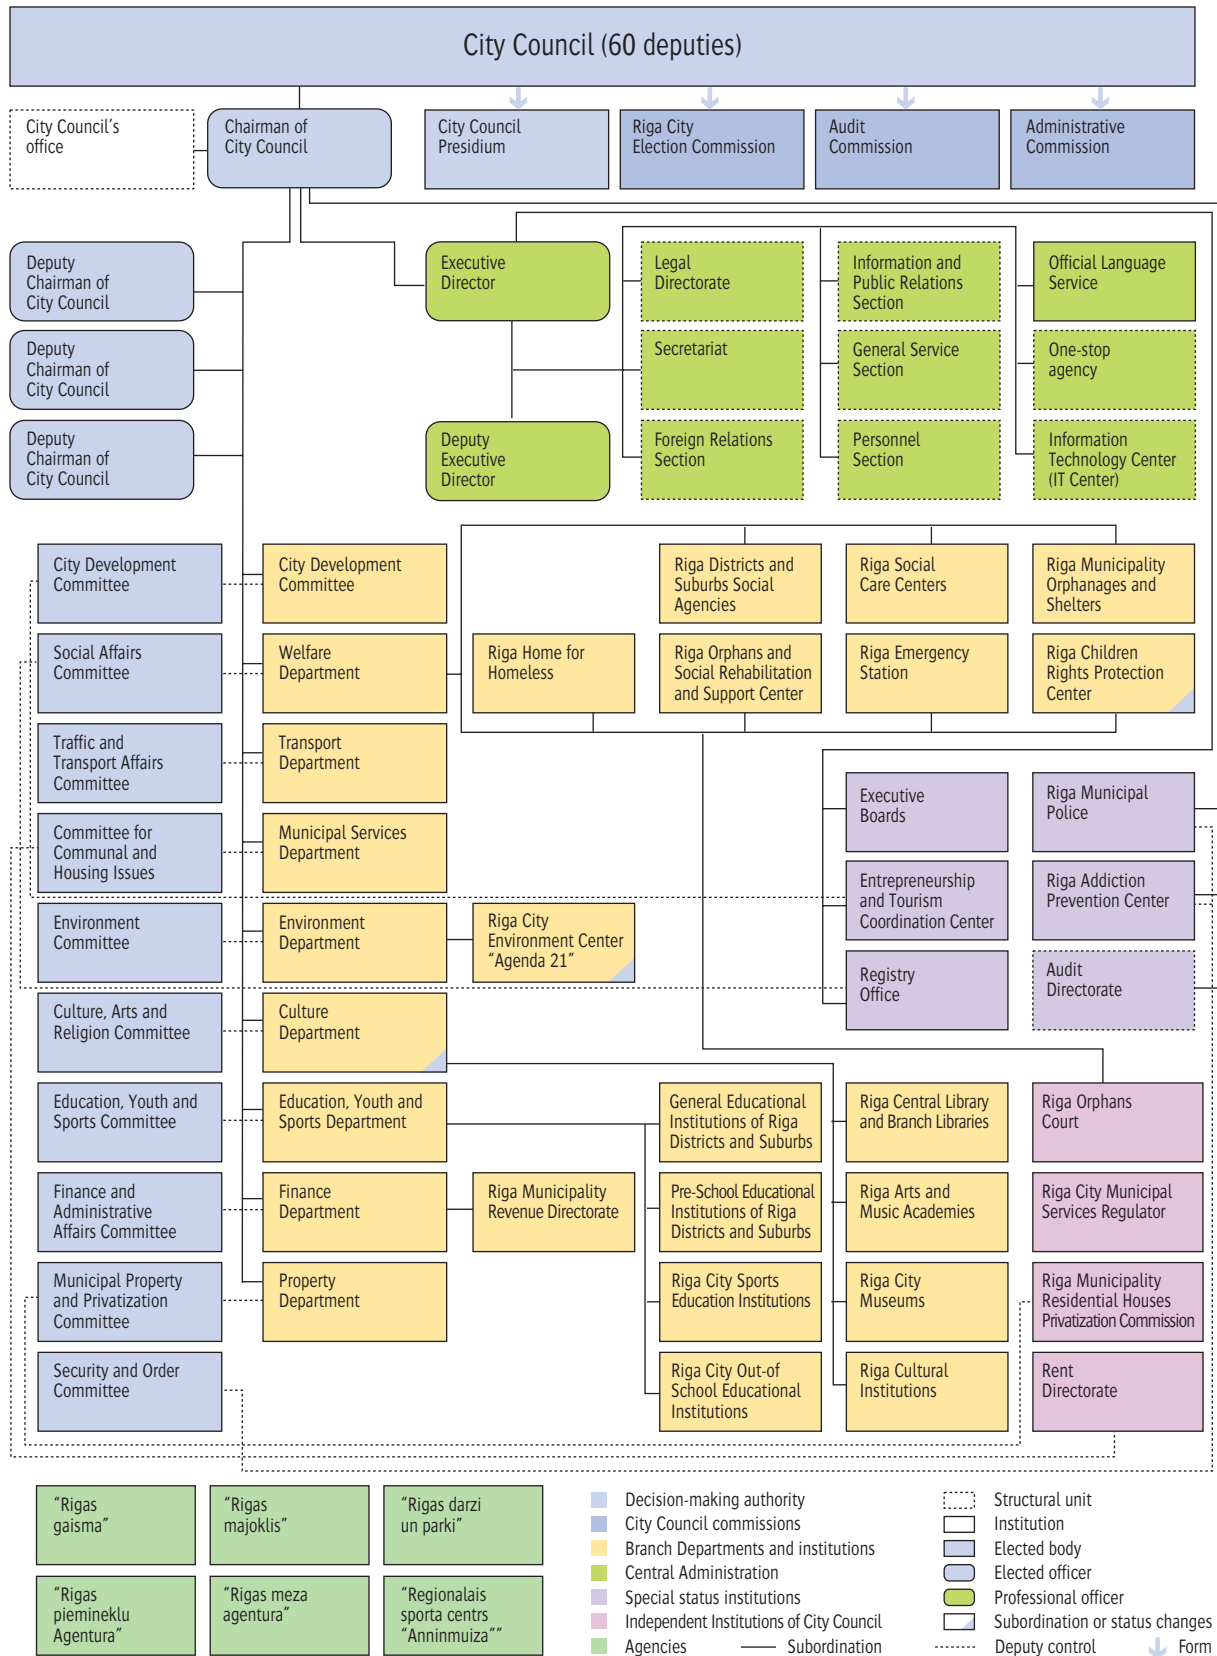 City Council (60 deputies)
City Council's
office
Chairman of
City Council
City Council
Presidium
Riga City
Election Commission
Audit
Commission
Administrative
Commission
Deputy
Chairman of
City Council
Executive
Director
Legal
Directorate
Information and
Public Relations
Section
Official Language
Service
Deputy
Chairman of
City Council
Secretariat
General Service
Section
One-stop
agency
Deputy
Chairman of
City Council
Deputy
Executive
Director
Foreign Relations
Section
Personnel
Section
Information
Technology Center
(IT Center)
City Development
Committee
City Development
Committee
Riga Districts and
Suburbs Social
Agencies
Riga Social
Care Centers
Riga Municipality
Orphanages and
Shelters
Social Affairs
Committee
Welfare
Department
Riga Home for
Homeless
Riga Orphans and
Social Rehabilitation
and Support Center
Riga Emergency
Station
Riga Children
Rights Protection
Center
Traffic and
Transport Affairs
Committee
Transport
Department
Executive
Boards
Riga Municipal
Police
Committee for
Communal and
Housing Issues
Municipal Services
Department
Entrepreneurship
and Tourism
Coordination Center
Riga Addiction
Prevention Center
Environment
Committee
Environment
Department
Riga City
Environment Center
"Agenda 21"
Registry
Office
Audit
Directorate
Culture, Arts and
Religion Committee
Culture
Department
Education, Youth and
Sports Committee
Education, Youth and
Sports Department
General Educational
Institutions of Riga
Districts and Suburbs
Riga Central Library
and Branch Libraries
Riga Orphans
Court
Finance and
Administrative
Affairs Committee
Finance
Department
Riga Municipality
Revenue Directorate
Pre-School Educational
Institutions of Riga
Districts and Suburbs
Riga Arts and
Music Academies
Riga City Municipal
Services Regulator
Municipal Property
and Privatization
Committee
Property
Department
Riga City Sports
Education Institutions
Riga City
Museums
Riga Municipality
Residential Houses
Privatization Commission
Security and Order
Committee
Riga City Out-of
School Educational
Institutions
Riga Cultural
Institutions
Rent
Directorate
"Rigas
gaisma"
"Rigas
majoklis"
"Rigas darzi
un parki"
"Rigas
piemineklu
Agentura"
"Rigas meza
agentura"
"Regionalais
sporta centrs
"Anninmuiza""
Decision-making authority
City Council commissions
Branch Departments and institutions
Central Administration
Special status institutions
Independent Institutions of City Council
Agencies
Subordination
Structural unit
Institution
Elected body
Elected officer
Professional officer
Subordination or status changes
Deputy control
Form